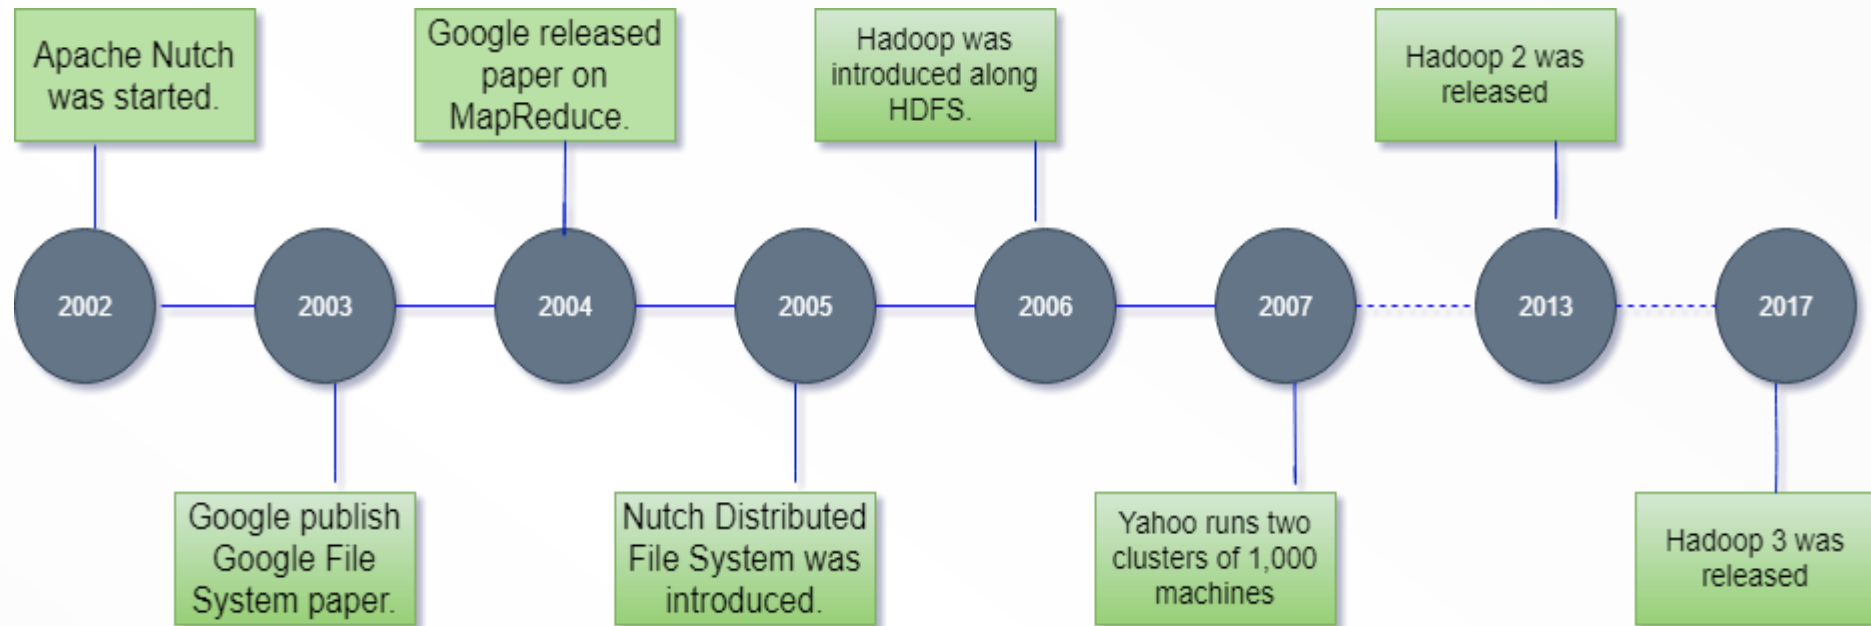 Apache Nutch
was started.
Google released
paper on
MapReduce.
Hadoop was
introduced along
HDFS.
Hadoop 2 was
released
2002
2003
2004
2005
2006
2007
2013
2017
Google publish
Google File
System paper.
Nutch Distributed
File System was
introduced.
Yahoo runs two
clusters of 1,000
machines
Hadoop 3 was
released